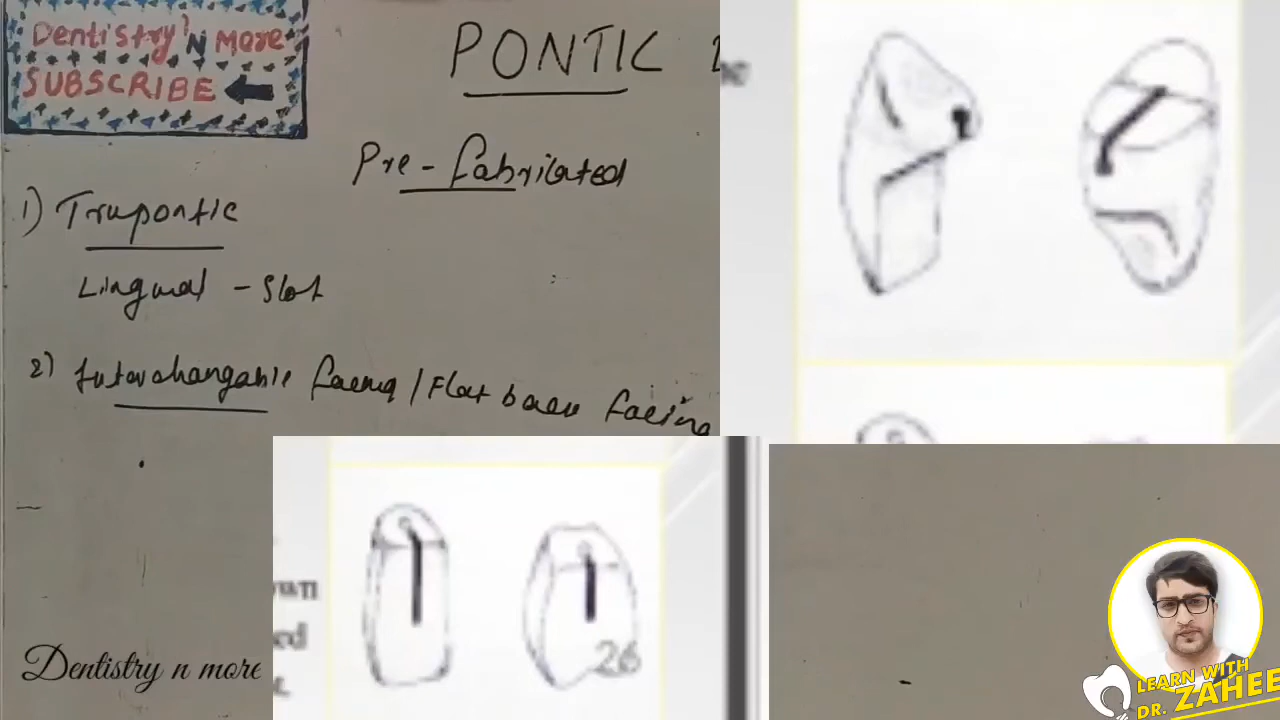 Dentistry'N More
SUBSCRIBE
PONTIC
Pre-fabricated
1) Trupontic
Lingual - Slot
2) Interchangable facing / Flat back facing
26
Dentistry n more
LEARN WITH
DR. ZAHEE